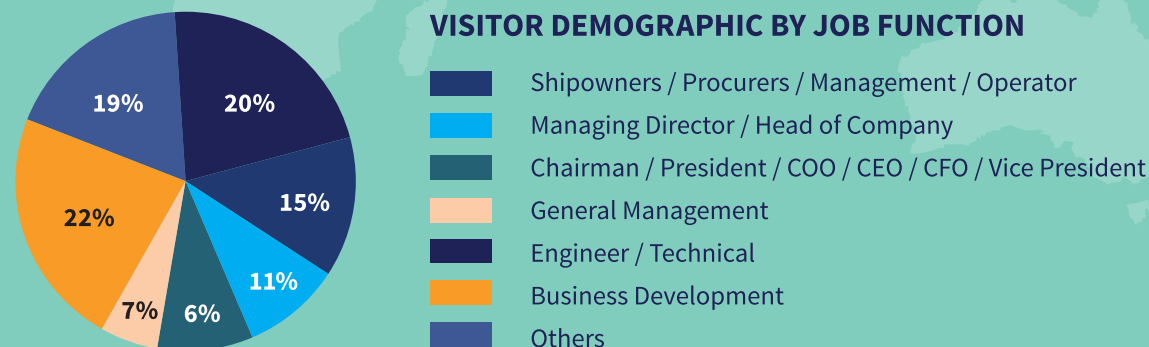 VISITOR DEMOGRAPHIC BY JOB FUNCTION
Shipowners / Procurers / Management / Operator
Managing Director / Head of Company
Chairman / President / COO / CEO / CFO / Vice President
General Management
Engineer / Technical
Business Development
Others
19%
20%
15%
22%
11%
7%
6%